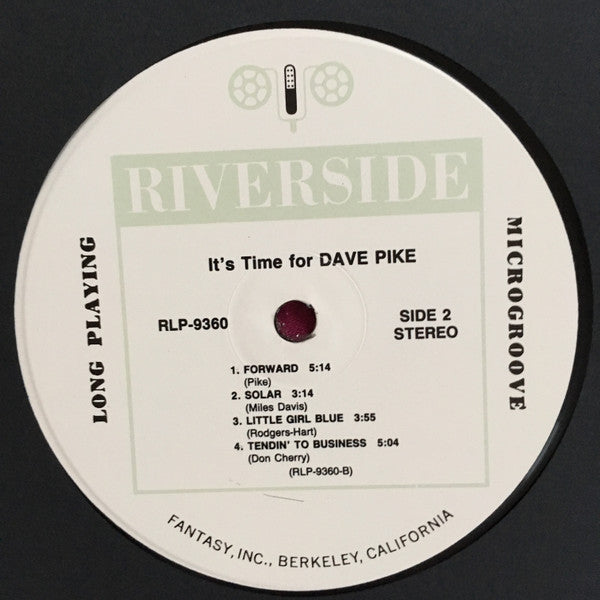 RIVERSIDE
It's Time for DAVE PIKE
LONG PLAYING
MICROGROOVE
RLP-9360
SIDE 2
STEREO
1. FORWARD 5:14
(Pike)
2. SOLAR 3:14
(Miles Davis)
3. LITTLE GIRL BLUE 3:55
(Rodgers-Hart)
4. TENDIN' TO BUSINESS 5:04
(Don Cherry)
(RLP-9360-B)
FANTASY, INC., BERKELEY, CALIFORNIA